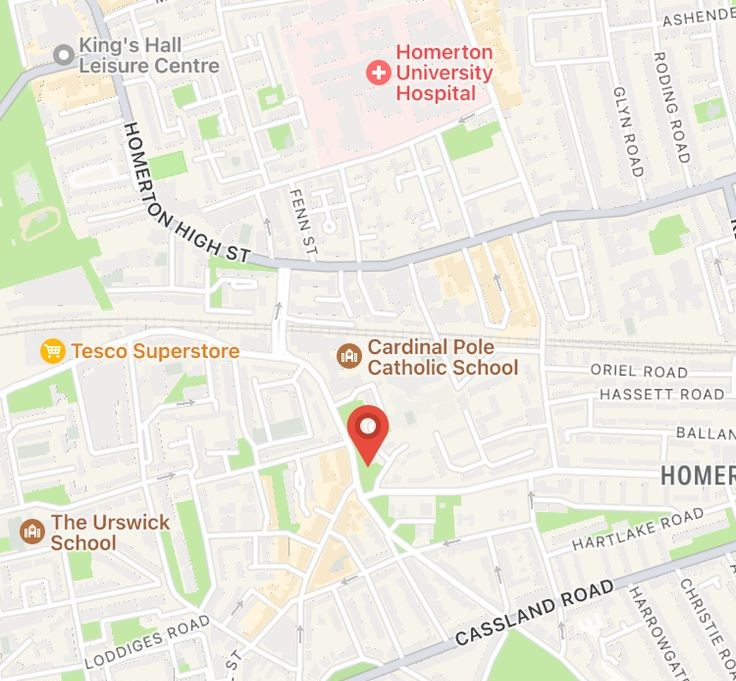 ASHENDE
King's Hall
Leisure Centre
Homerton
University
Hospital
GLYN ROAD
RODING ROAD
HOMERTON HIGH ST
FENN ST
Tesco Superstore
Cardinal Pole
Catholic School
ORIEL ROAD
HASSETT ROAD
BALLAN
HOMER
The Urswick
School
HARTLAKE ROAD
CASSLAND ROAD
LODDIGES ROAD
ST
HARROWGAT
CHRISTIE ROA